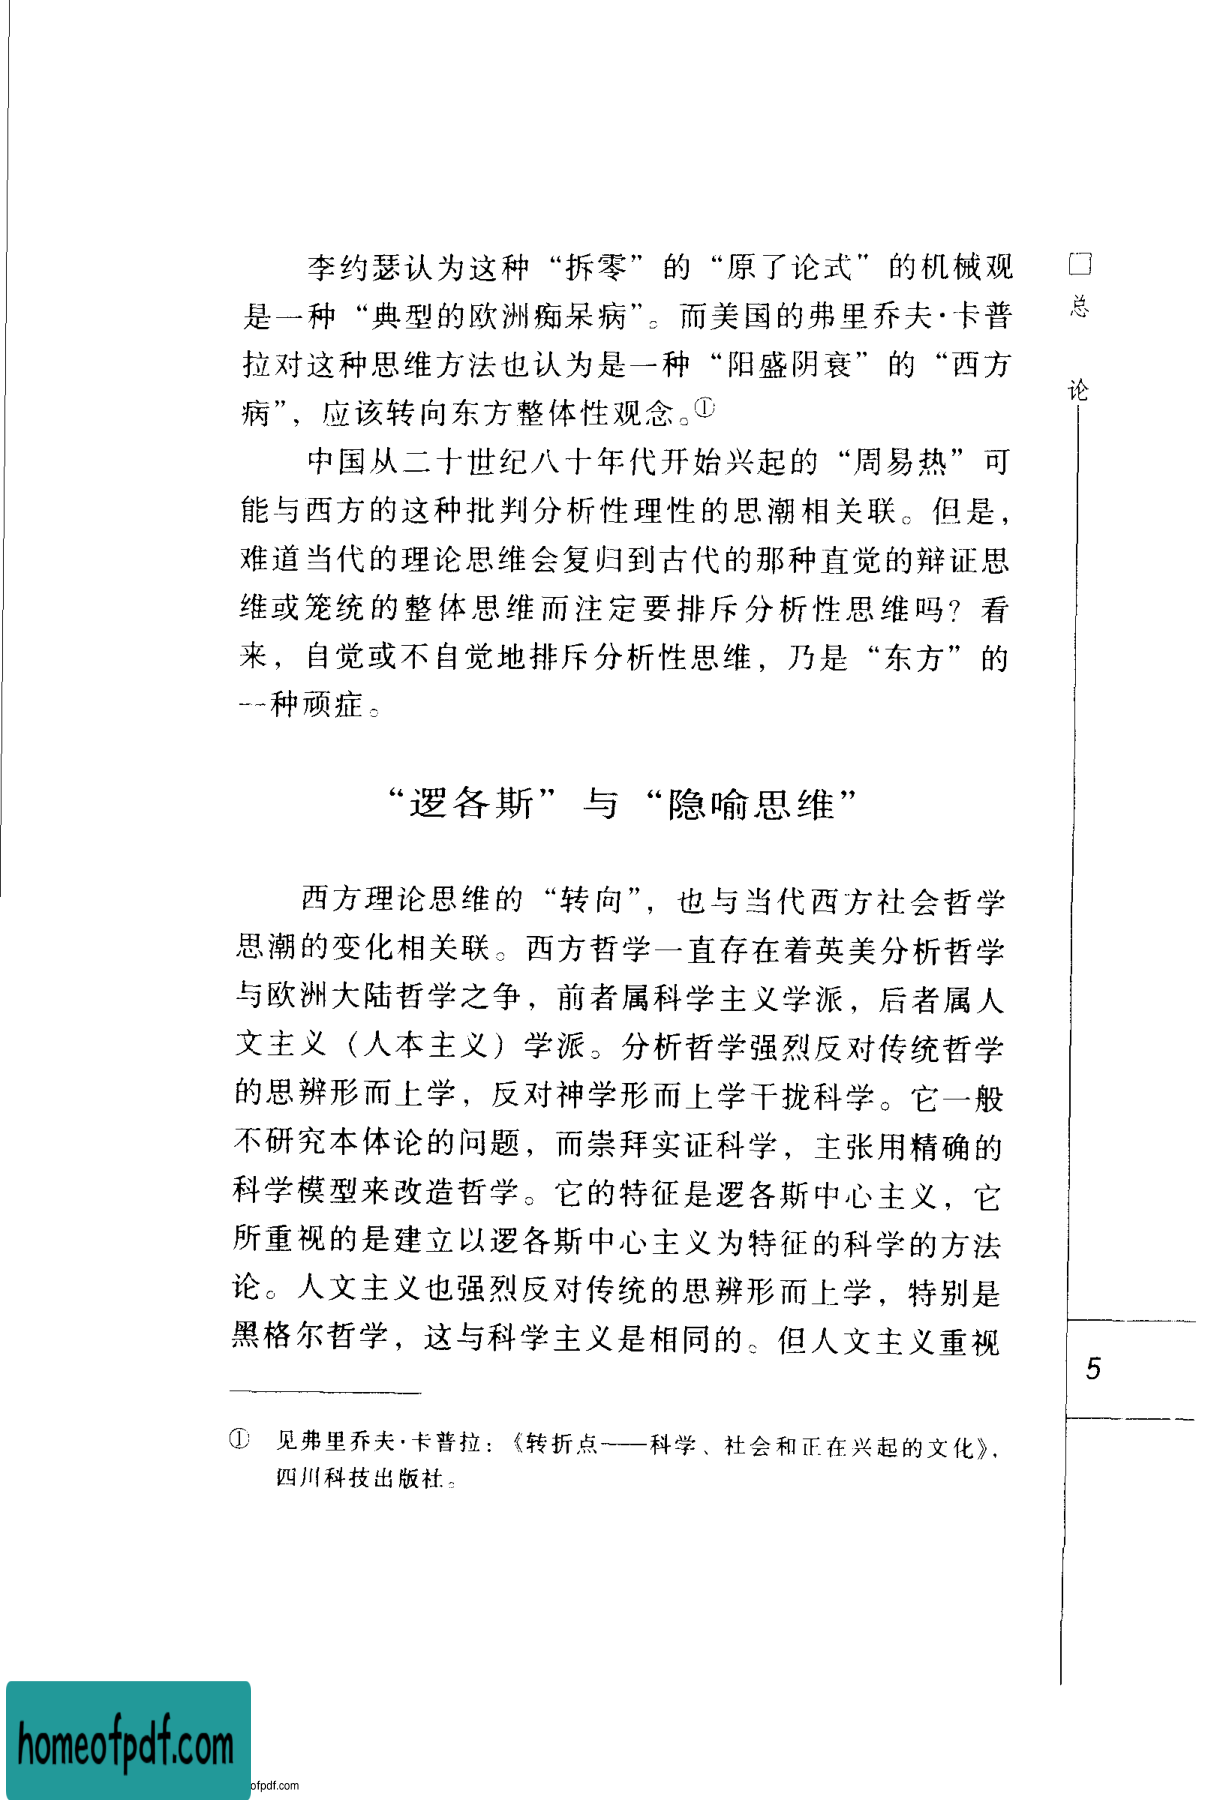 李约瑟认为这种“拆零”的“原了论式”的机械观
是一种“典型的欧洲痴呆病”。而美国的弗里乔夫·卡普
拉对这种思维方法也认为是一种“阳盛阴衰”的“西方
病”，应该转向东方整体性观念。①
中国从二十世纪八十年代开始兴起的“周易热”可
能与西方的这种批判分析性理性的思潮相关联。但是，
难道当代的理论思维会复归到古代的那种直觉的辩证思
维或笼统的整体思维而注定要排斥分析性思维吗？看
来，自觉或不自觉地排斥分析性思维，乃是“东方”的
一种顽症。
“逻各斯”与“隐喻思维”
西方理论思维的“转向”，也与当代西方社会哲学
思潮的变化相关联。西方哲学一直存在着英美分析哲学
与欧洲大陆哲学之争，前者属科学主义学派，后者属人
文主义（人本主义）学派。分析哲学强烈反对传统哲学
的思辨形而上学，反对神学形而上学干拢科学。它一般
不研究本体论的问题，而崇拜实证科学，主张用精确的
科学模型来改造哲学。它的特征是逻各斯中心主义，它
所重视的是建立以逻各斯中心主义为特征的科学的方法
论。人文主义也强烈反对传统的思辨形而上学，特别是
黑格尔哲学，这与科学主义是相同的。但人文主义重视
① 见弗里乔夫·卡普拉：《转折点——科学、社会和正在兴起的文化》，
四川科技出版社。
□总 论
5
homeofpdf.com
ofpdf.com